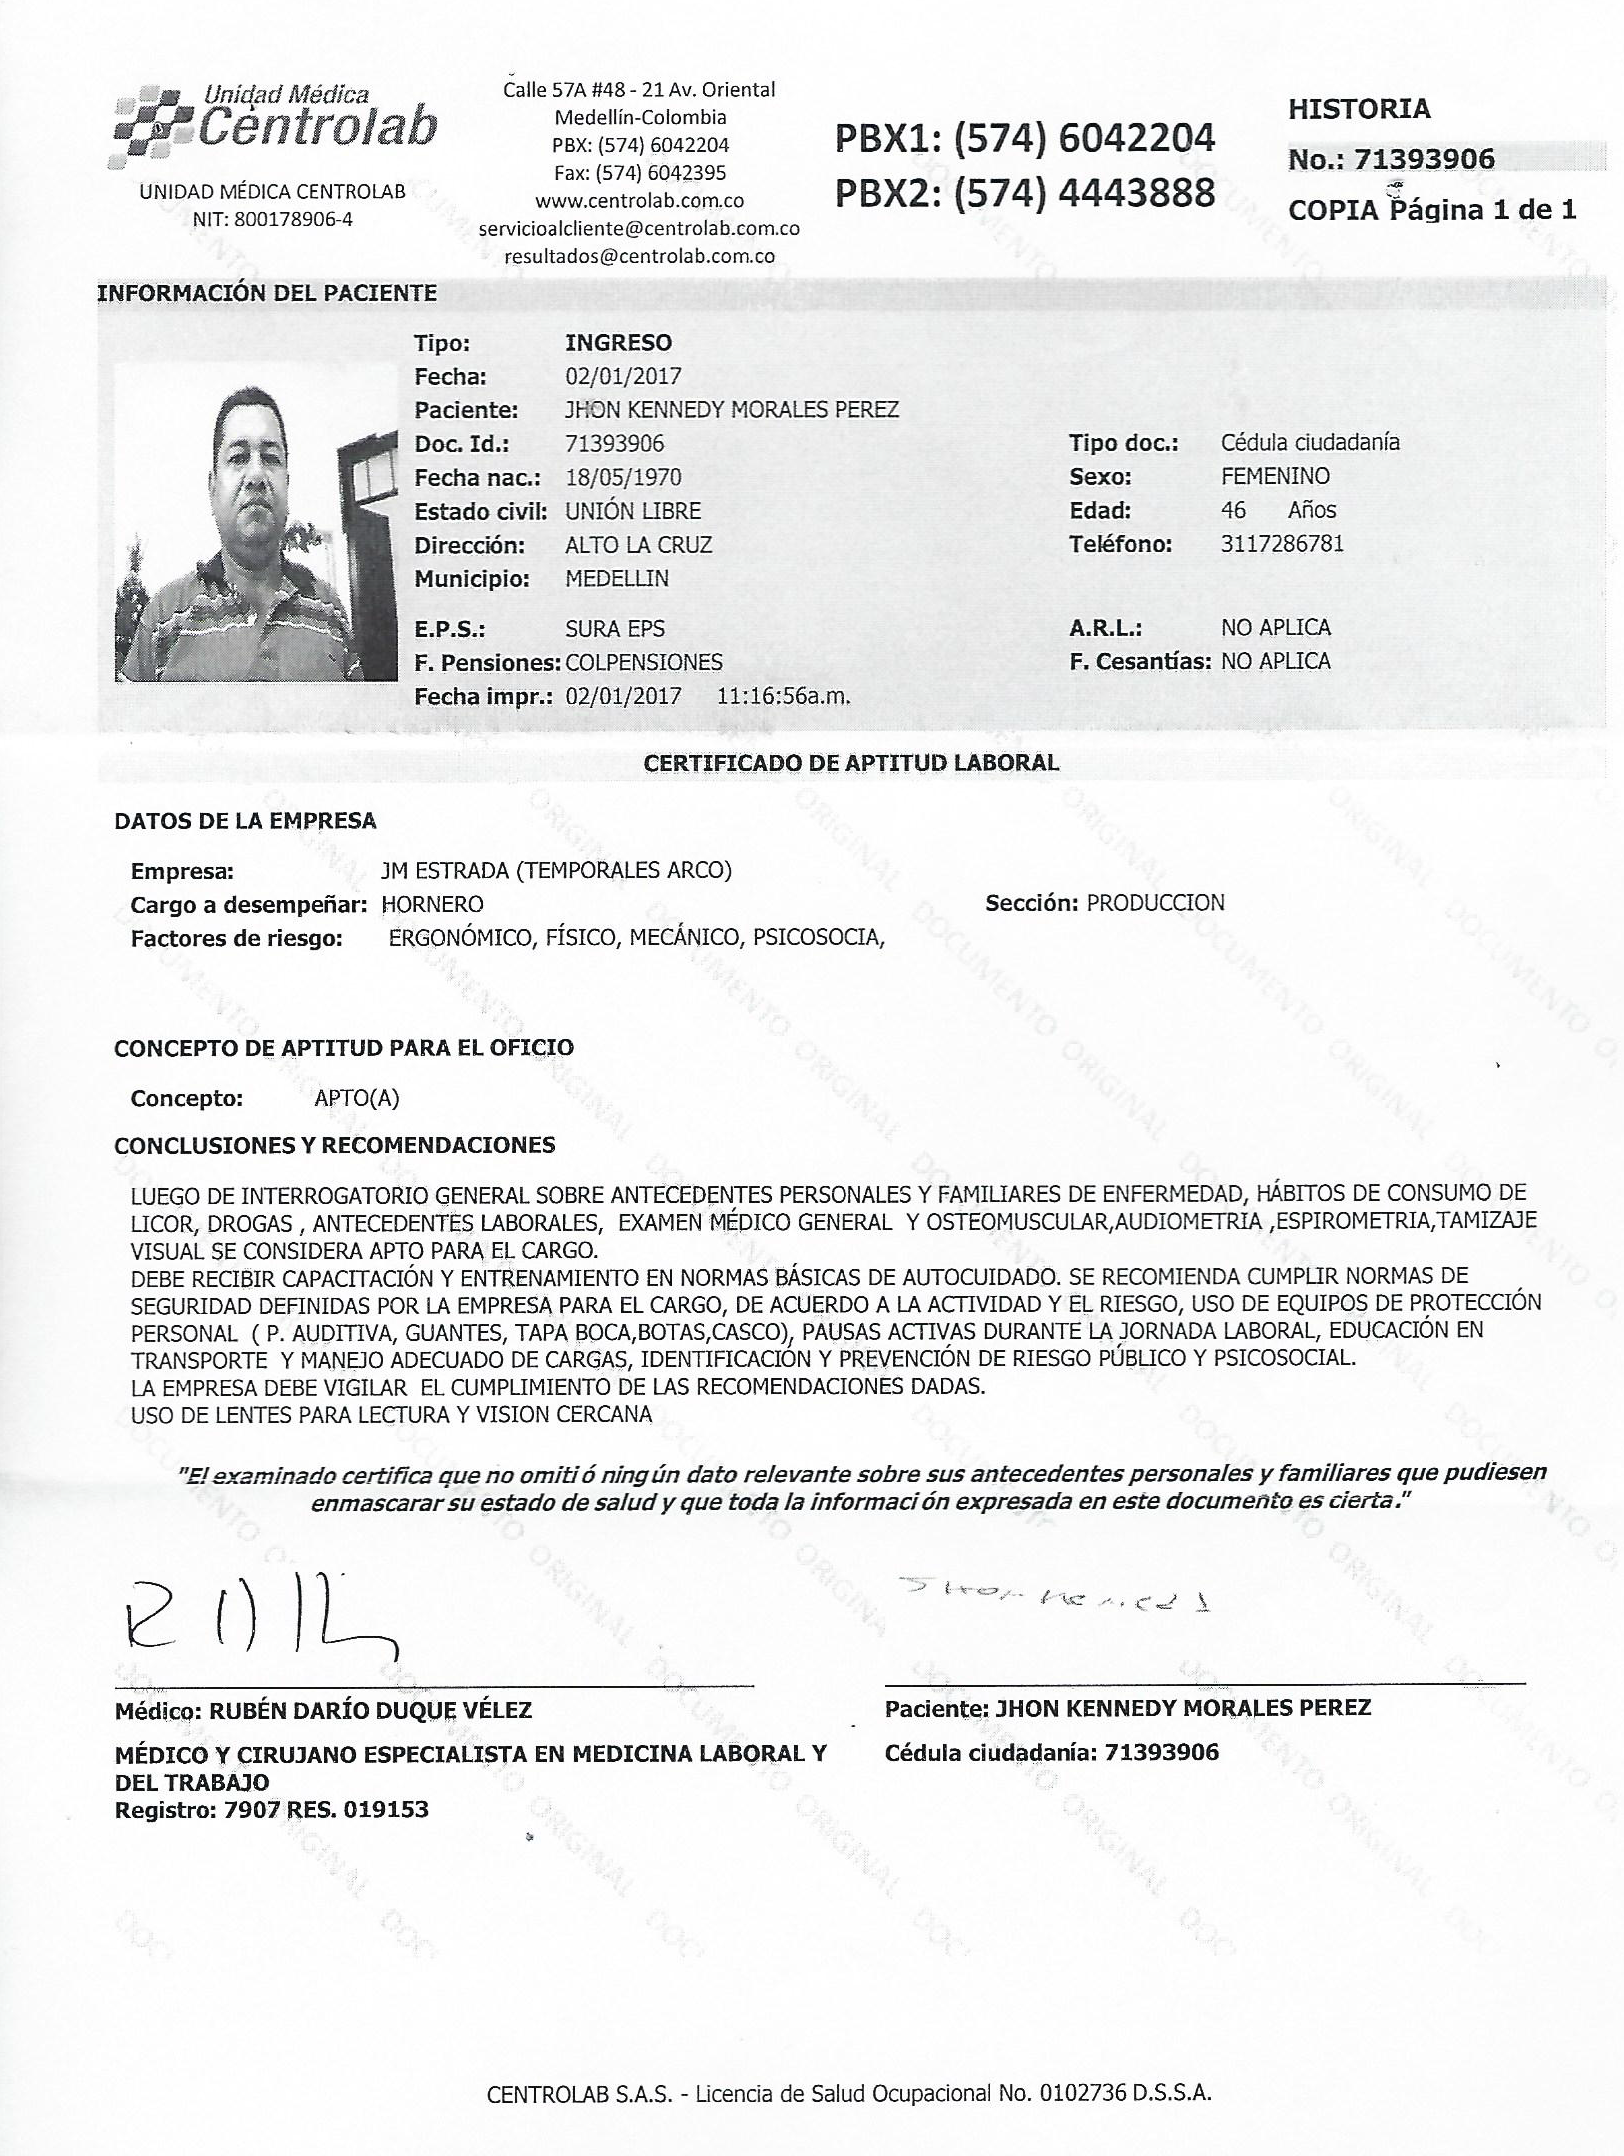 Unidad Médica
Centrolab
UNIDAD MÉDICA CENTROLAB
NIT: 800178906-4
Calle 57A #48 - 21 Av. Oriental
Medellín-Colombia
PBX: (574) 6042204
Fax: (574) 6042395
www.centrolab.com.co
servicioalcliente@centrolab.com.co
resultados@centrolab.com.co
PBX1: (574) 6042204
PBX2: (574) 4443888
HISTORIA
No.: 71393906
COPIA Página 1 de 1
INFORMACIÓN DEL PACIENTE
Tipo: INGRESO
Fecha: 02/01/2017
Paciente: JHON KENNEDY MORALES PEREZ
Doc. Id.: 71393906 Tipo doc.: Cédula ciudadanía
Fecha nac.: 18/05/1970 Sexo: FEMENINO
Estado civil: UNIÓN LIBRE Edad: 46 Años
Dirección: ALTO LA CRUZ Teléfono: 3117286781
Municipio: MEDELLIN
E.P.S.: SURA EPS A.R.L.: NO APLICA
F. Pensiones: COLPENSIONES F. Cesantías: NO APLICA
Fecha impr.: 02/01/2017 11:16:56a.m.
CERTIFICADO DE APTITUD LABORAL
DATOS DE LA EMPRESA
Empresa: JM ESTRADA (TEMPORALES ARCO)
Cargo a desempeñar: HORNERO Sección: PRODUCCION
Factores de riesgo: ERGONÓMICO, FÍSICO, MECÁNICO, PSICOSOCIA,
CONCEPTO DE APTITUD PARA EL OFICIO
Concepto: APTO(A)
CONCLUSIONES Y RECOMENDACIONES
LUEGO DE INTERROGATORIO GENERAL SOBRE ANTECEDENTES PERSONALES Y FAMILIARES DE ENFERMEDAD, HÁBITOS DE CONSUMO DE
LICOR, DROGAS , ANTECEDENTES LABORALES, EXAMEN MÉDICO GENERAL Y OSTEOMUSCULAR,AUDIOMETRIA ,ESPIROMETRIA,TAMIZAJE
VISUAL SE CONSIDERA APTO PARA EL CARGO.
DEBE RECIBIR CAPACITACIÓN Y ENTRENAMIENTO EN NORMAS BÁSICAS DE AUTOCUIDADO. SE RECOMIENDA CUMPLIR NORMAS DE
SEGURIDAD DEFINIDAS POR LA EMPRESA PARA EL CARGO, DE ACUERDO A LA ACTIVIDAD Y EL RIESGO, USO DE EQUIPOS DE PROTECCIÓN
PERSONAL ( P. AUDITIVA, GUANTES, TAPA BOCA,BOTAS,CASCO), PAUSAS ACTIVAS DURANTE LA JORNADA LABORAL, EDUCACIÓN EN
TRANSPORTE Y MANEJO ADECUADO DE CARGAS, IDENTIFICACIÓN Y PREVENCIÓN DE RIESGO PÚBLICO Y PSICOSOCIAL.
LA EMPRESA DEBE VIGILAR EL CUMPLIMIENTO DE LAS RECOMENDACIONES DADAS.
USO DE LENTES PARA LECTURA Y VISION CERCANA
"El examinado certifica que no omitió ningún dato relevante sobre sus antecedentes personales y familiares que pudiesen
enmascarar su estado de salud y que toda la información expresada en este documento es cierta."
Médico: RUBÉN DARÍO DUQUE VÉLEZ
MÉDICO Y CIRUJANO ESPECIALISTA EN MEDICINA LABORAL Y
DEL TRABAJO
Registro: 7907 RES. 019153
Paciente: JHON KENNEDY MORALES PEREZ
Cédula ciudadanía: 71393906
CENTROLAB S.A.S. - Licencia de Salud Ocupacional No. 0102736 D.S.S.A.